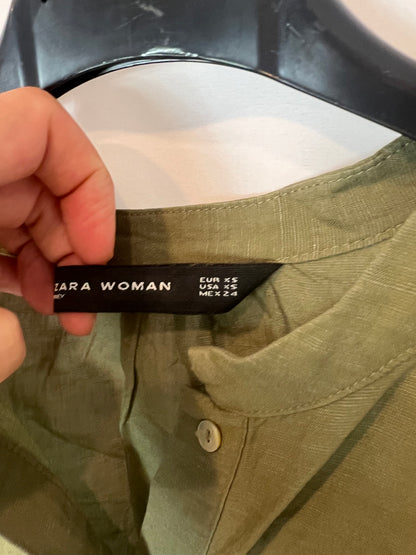 ZARA WOMAN
EUR XS
USA XS
MEX 24